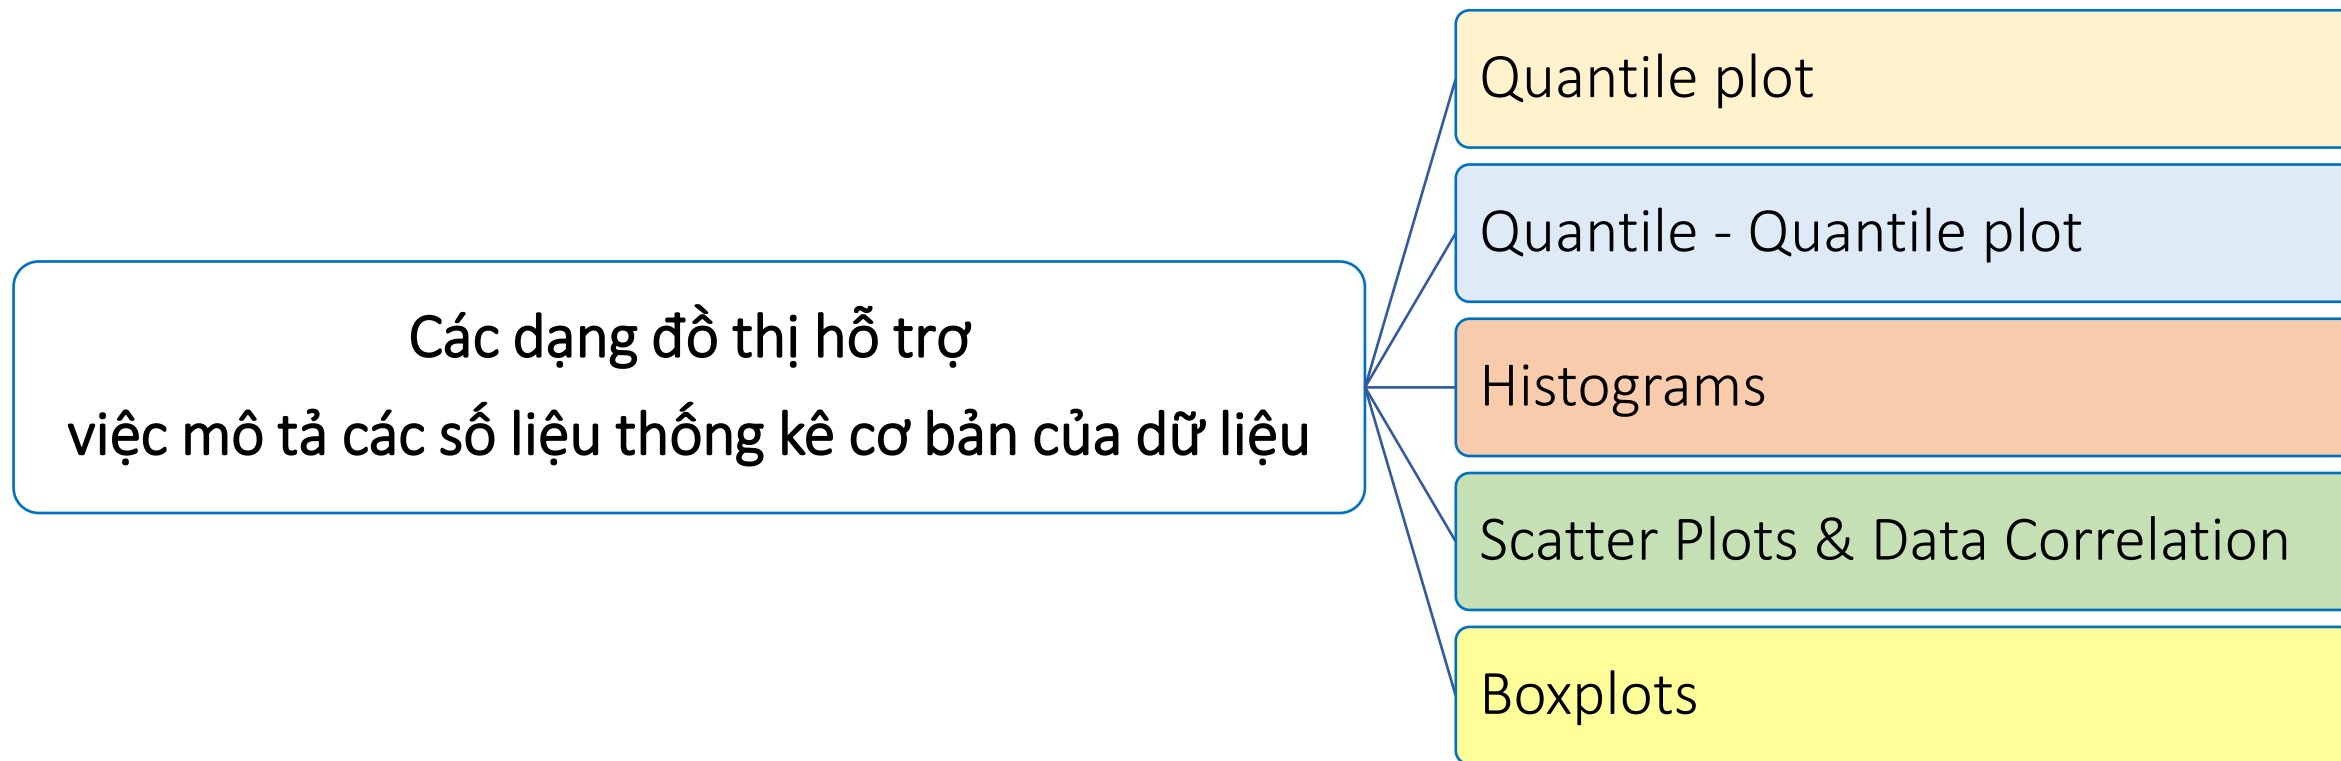 Các dạng đồ thị hỗ trợ
việc mô tả các số liệu thống kê cơ bản của dữ liệu
Quantile plot
Quantile - Quantile plot
Histograms
Scatter Plots & Data Correlation
Boxplots